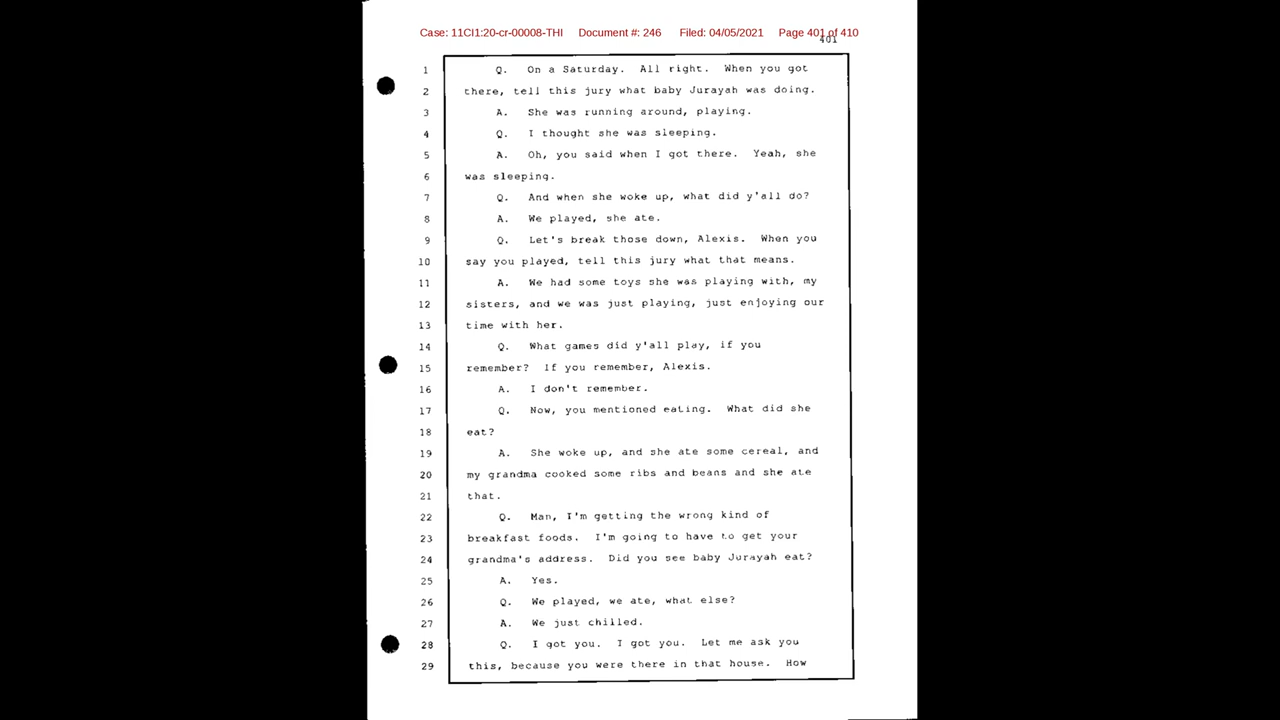 Case: 11CI1:20-cr-00008-THI Document #: 246 Filed: 04/05/2021 Page 401 of 410
401
1 Q. On a Saturday. All right. When you got
2 there, tell this jury what baby Jurayah was doing.
3 A. She was running around, playing.
4 Q. I thought she was sleeping.
5 A. Oh, you said when I got there. Yeah, she
6 was sleeping.
7 Q. And when she woke up, what did y'all do?
8 A. We played, she ate.
9 Q. Let's break those down, Alexis. When you
10 say you played, tell this jury what that means.
11 A. We had some toys she was playing with, my
12 sisters, and we was just playing, just enjoying our
13 time with her.
14 Q. What games did y'all play, if you
15 remember? If you remember, Alexis.
16 A. I don't remember.
17 Q. Now, you mentioned eating. What did she
18 eat?
19 A. She woke up, and she ate some cereal, and
20 my grandma cooked some ribs and beans and she ate
21 that.
22 Q. Man, I'm getting the wrong kind of
23 breakfast foods. I'm going to have to get your
24 grandma's address. Did you see baby Jurayah eat?
25 A. Yes.
26 Q. We played, we ate, what else?
27 A. We just chilled.
28 Q. I got you. I got you. Let me ask you
29 this, because you were there in that house. How